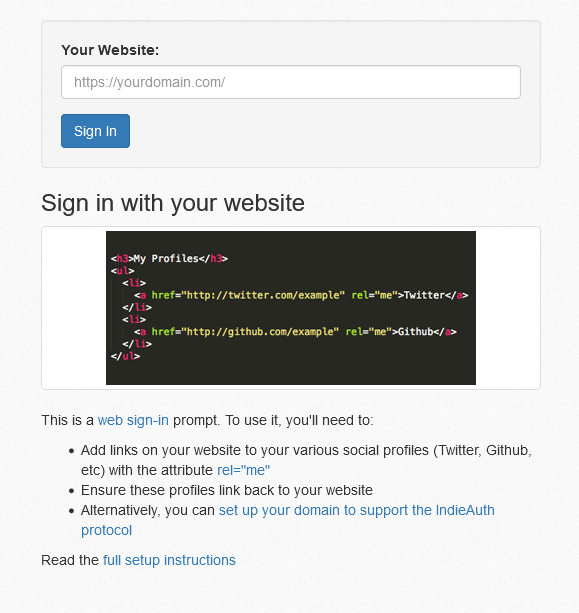 Your Website:
https://yourdomain.com/
Sign In
Sign in with your website
<h3>My Profiles</h3>
<ul>
<li>
<a href="http://twitter.com/example" rel="me">Twitter</a>
</li>
<li>
<a href="http://github.com/example" rel="me">Github</a>
</li>
</ul>
This is a web sign-in prompt. To use it, you'll need to:
• Add links on your website to your various social profiles (Twitter, Github,
etc) with the attribute rel="me"
• Ensure these profiles link back to your website
• Alternatively, you can set up your domain to support the IndieAuth
protocol
Read the full setup instructions